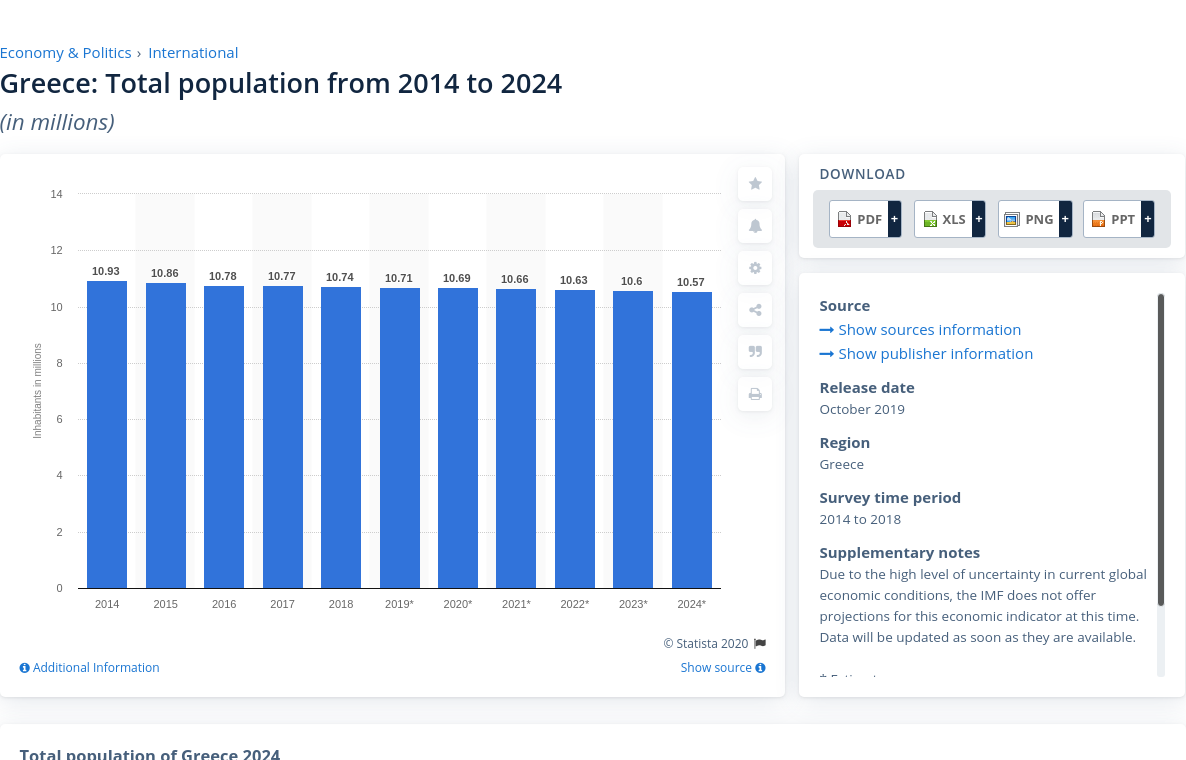 Economy & Politics › International
Greece: Total population from 2014 to 2024
(in millions)
14
12
10
8
6
4
2
0
Inhabitants in millions
10.93
10.86
10.78
10.77
10.74
10.71
10.69
10.66
10.63
10.6
10.57
2014
2015
2016
2017
2018
2019*
2020*
2021*
2022*
2023*
2024*
© Statista 2020
Additional Information
Show source
DOWNLOAD
PDF +
XLS +
PNG +
PPT +
Source
Show sources information
Show publisher information
Release date
October 2019
Region
Greece
Survey time period
2014 to 2018
Supplementary notes
Due to the high level of uncertainty in current global
economic conditions, the IMF does not offer
projections for this economic indicator at this time.
Data will be updated as soon as they are available.
Total population of Greece 2024